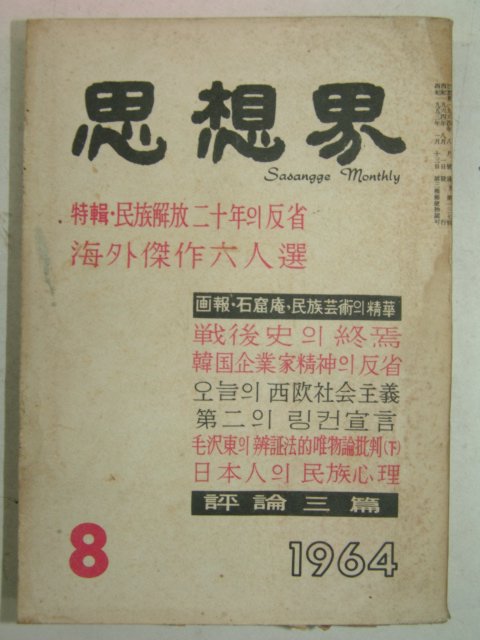 思想界
Sasangge Monthly
特輯·民族解放二十年의反省
海外傑作六人選
画報·石窟庵,民族芸術의精華
戦後史의終焉
韓国企業家精神의反省
오늘의西欧社会主義
第二의링컨宣言
毛沢東의辨証法的唯物論批判(下)
日本人의民族心理
評論三篇
8
1964